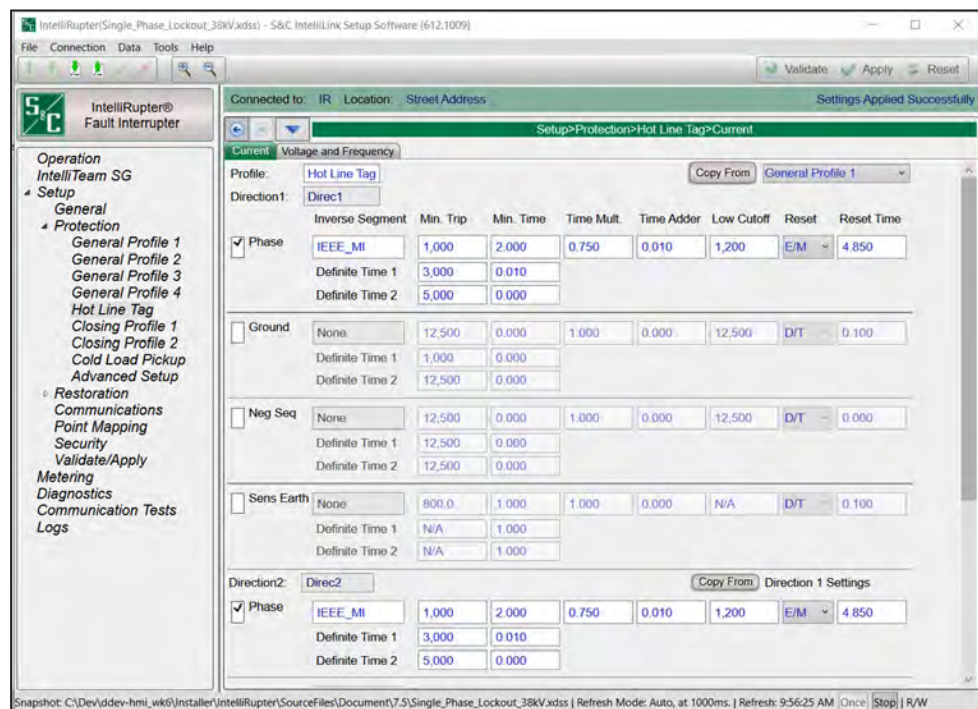 IntelliRupter(Single_Phase_Lockout_38kV.xdss) - S&C IntelliLink Setup Software {612.1009}
File Connection Data Tools Help
Validate Apply Reset
S&C IntelliRupter®
Fault Interrupter
Connected to: IR Location: Street Address Settings Applied Successfully
Setup>Protection>Hot Line Tag>Current
Operation
IntelliTeam SG
Setup
General
Protection
General Profile 1
General Profile 2
General Profile 3
General Profile 4
Hot Line Tag
Closing Profile 1
Closing Profile 2
Cold Load Pickup
Advanced Setup
Restoration
Communications
Point Mapping
Security
Validate/Apply
Metering
Diagnostics
Communication Tests
Logs
Current Voltage and Frequency
Profile: Hot Line Tag Copy From General Profile 1
Direction1: Direc1
Inverse Segment Min. Trip Min. Time Time Mult. Time Adder Low Cutoff Reset Reset Time
Phase IEEE_MI 1,000 2.000 0.750 0.010 1,200 E/M 4.850
Definite Time 1 3,000 0.010
Definite Time 2 5,000 0.000
Ground None 12,500 0.000 1.000 0.000 12,500 D/T 0.100
Definite Time 1 1,000 0.000
Definite Time 2 12,500 0.000
Neg Seq None 12,500 0.000 1.000 0.000 12,500 D/T 0.000
Definite Time 1 12,500 0.000
Definite Time 2 12,500 0.000
Sens Earth None 800.0 1.000 1.000 0.000 N/A D/T 0.100
Definite Time 1 N/A 1.000
Definite Time 2 N/A 1.000
Direction2: Direc2 Copy From Direction 1 Settings
Phase IEEE_MI 1,000 2.000 0.750 0.010 1,200 E/M 4.850
Definite Time 1 3,000 0.010
Definite Time 2 5,000 0.000
Snapshot: C:\Dev\ddev-hmi_wk6\Installer\IntelliRupter\SourceFiles\Document\7.5\Single_Phase_Lockout_38kV.xdss | Refresh Mode: Auto, at 1000ms. | Refresh: 9:56:25 AM Once Stop | R/W